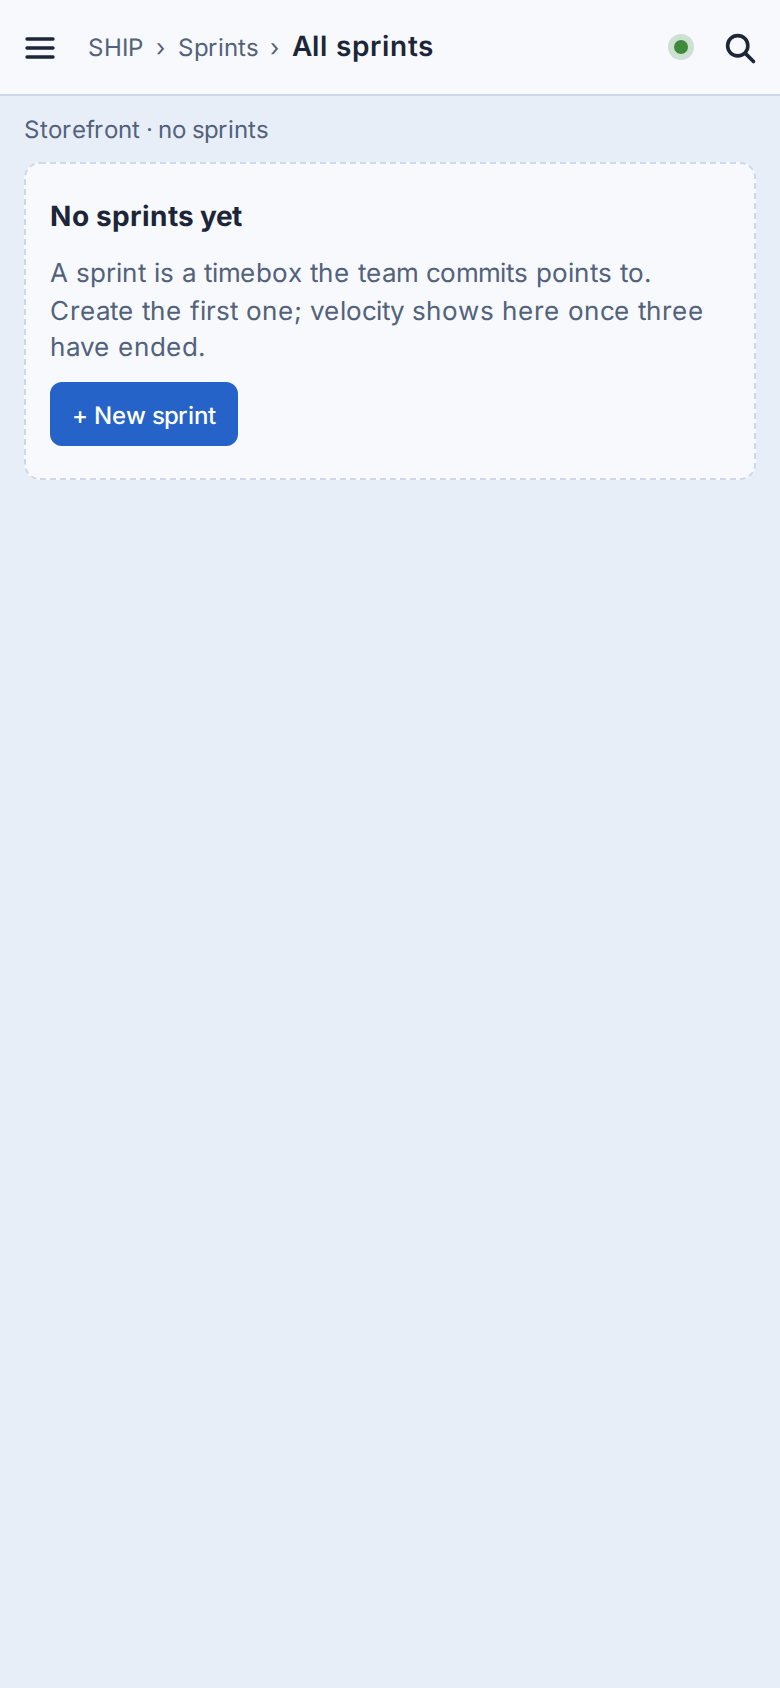 SHIP › Sprints › All sprints
Storefront · no sprints
No sprints yet
A sprint is a timebox the team commits points to.
Create the first one; velocity shows here once three
have ended.
+ New sprint